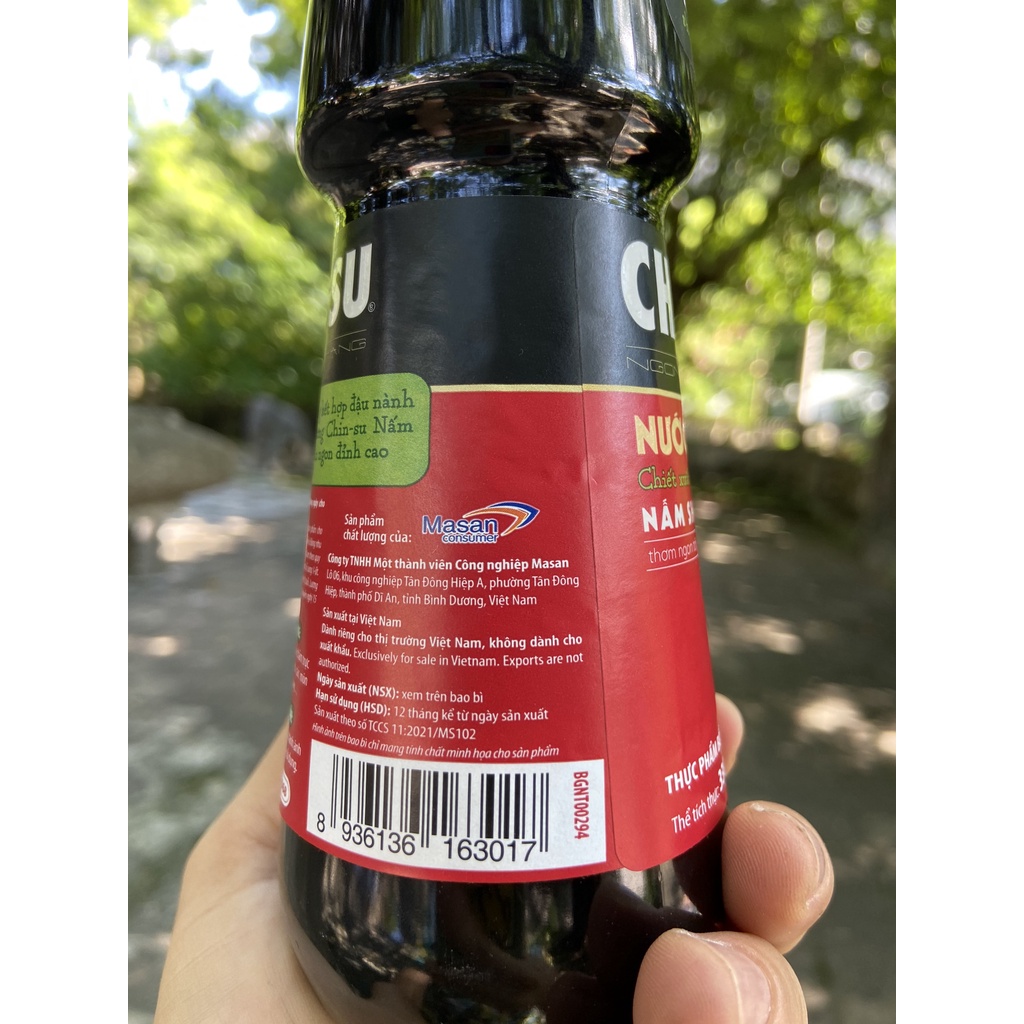 SU
kết hợp đậu nành
Chin-su Nấm
ngon đỉnh cao
Sản phẩm
chất lượng của:
Masan
consumer
Công ty TNHH Một thành viên Công nghiệp Masan
Lô 06, khu công nghiệp Tân Đông Hiệp A, phường Tân Đông
Hiệp, thành phố Dĩ An, tỉnh Bình Dương, Việt Nam
Sản xuất tại Việt Nam
Dành riêng cho thị trường Việt Nam, không dành cho
xuất khẩu. Exclusively for sale in Vietnam. Exports are not
authorized.
Ngày sản xuất (NSX): xem trên bao bì
Hạn sử dụng (HSD): 12 tháng kể từ ngày sản xuất
Sản xuất theo số TCCS 11:2021/MS102
Hình ảnh trên bao bì chỉ mang tính chất minh họa cho sản phẩm
8 936136 163017
BGNT00294
CH
NƯỚ
Chiết
NẤM
thơm ngon
THỰC PHẨM
Thể tích thực: